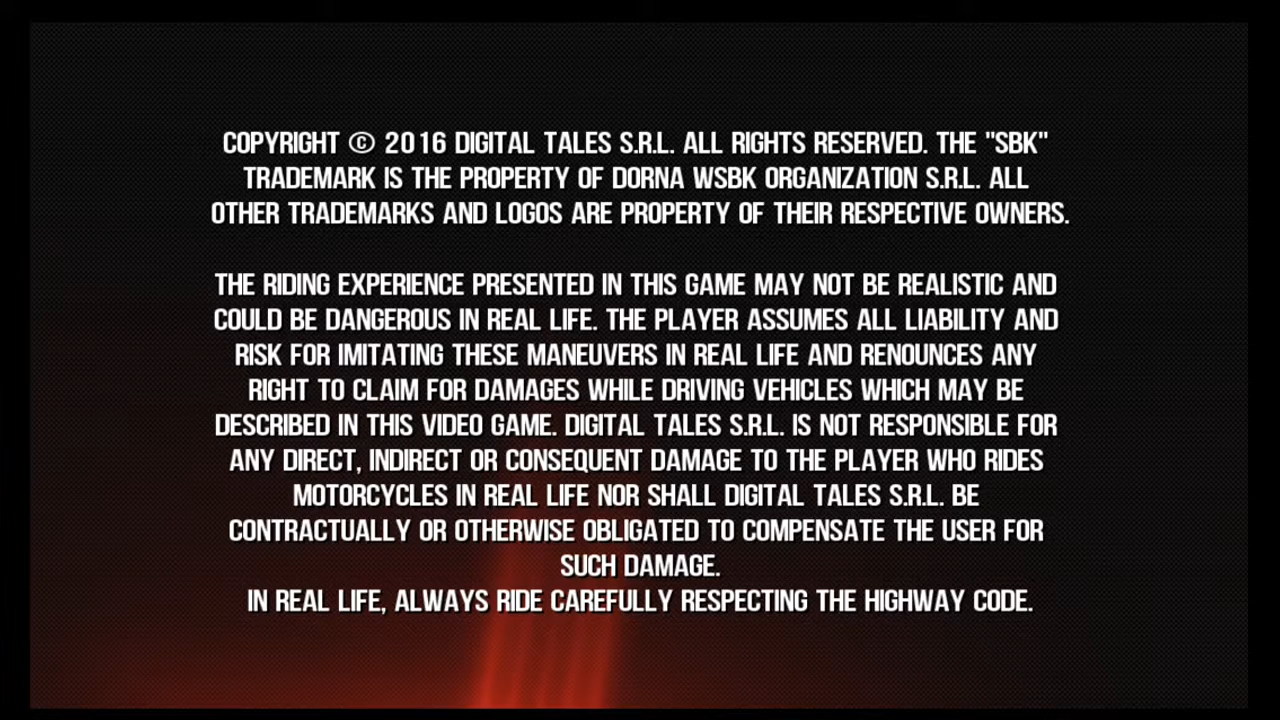 COPYRIGHT © 2016 DIGITAL TALES S.R.L. ALL RIGHTS RESERVED. THE "SBK"
TRADEMARK IS THE PROPERTY OF DORNA WSBK ORGANIZATION S.R.L. ALL
OTHER TRADEMARKS AND LOGOS ARE PROPERTY OF THEIR RESPECTIVE OWNERS.
THE RIDING EXPERIENCE PRESENTED IN THIS GAME MAY NOT BE REALISTIC AND
COULD BE DANGEROUS IN REAL LIFE. THE PLAYER ASSUMES ALL LIABILITY AND
RISK FOR IMITATING THESE MANEUVERS IN REAL LIFE AND RENOUNCES ANY
RIGHT TO CLAIM FOR DAMAGES WHILE DRIVING VEHICLES WHICH MAY BE
DESCRIBED IN THIS VIDEO GAME. DIGITAL TALES S.R.L. IS NOT RESPONSIBLE FOR
ANY DIRECT, INDIRECT OR CONSEQUENT DAMAGE TO THE PLAYER WHO RIDES
MOTORCYCLES IN REAL LIFE NOR SHALL DIGITAL TALES S.R.L. BE
CONTRACTUALLY OR OTHERWISE OBLIGATED TO COMPENSATE THE USER FOR
SUCH DAMAGE.
IN REAL LIFE, ALWAYS RIDE CAREFULLY RESPECTING THE HIGHWAY CODE.